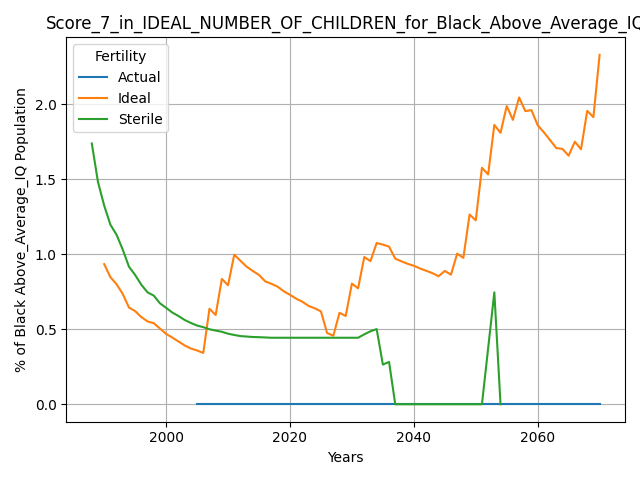 Score_7_in_IDEAL_NUMBER_OF_CHILDREN_for_Black_Above_Average_IQ
Fertility
Actual
Ideal
Sterile
% of Black Above_Average_IQ Population
2.0
1.5
1.0
0.5
0.0
2000
2020
2040
2060
Years